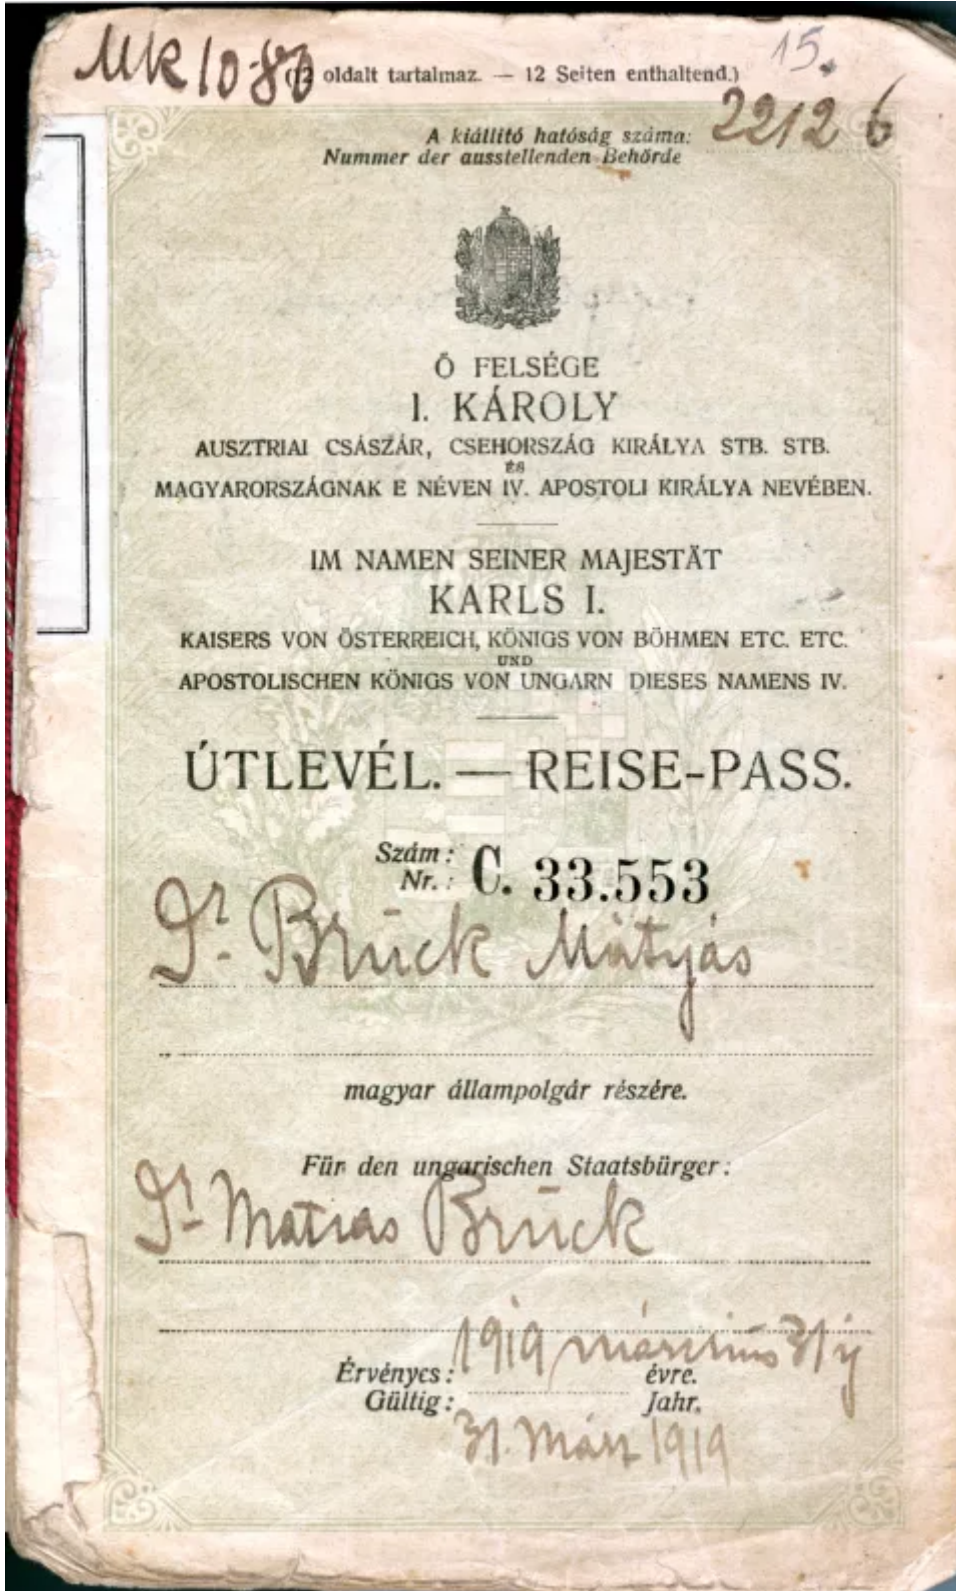 MK 10-80 15.
(12 oldalt tartalmaz. — 12 Seiten enthaltend.)
2212 6
A kiállító hatóság száma:
Nummer der ausstellenden Behörde
Ő FELSÉGE
I. KÁROLY
AUSZTRIAI CSÁSZÁR, CSEHORSZÁG KIRÁLYA STB. STB.
ÉS
MAGYARORSZÁGNAK E NÉVEN IV. APOSTOLI KIRÁLYA NEVÉBEN.
IM NAMEN SEINER MAJESTÄT
KARLS I.
KAISERS VON ÖSTERREICH, KÖNIGS VON BÖHMEN ETC. ETC.
UND
APOSTOLISCHEN KÖNIGS VON UNGARN DIESES NAMENS IV.
ÚTLEVÉL. — REISE-PASS.
Szám:
Nr.: C. 33.553
Dr. Brück Mátyás
magyar állampolgár részére.
Für den ungarischen Staatsbürger:
Dr Matias Brück
1919 március 31 ig
Érvényes: évre.
Gültig: Jahr.
31. März 1919